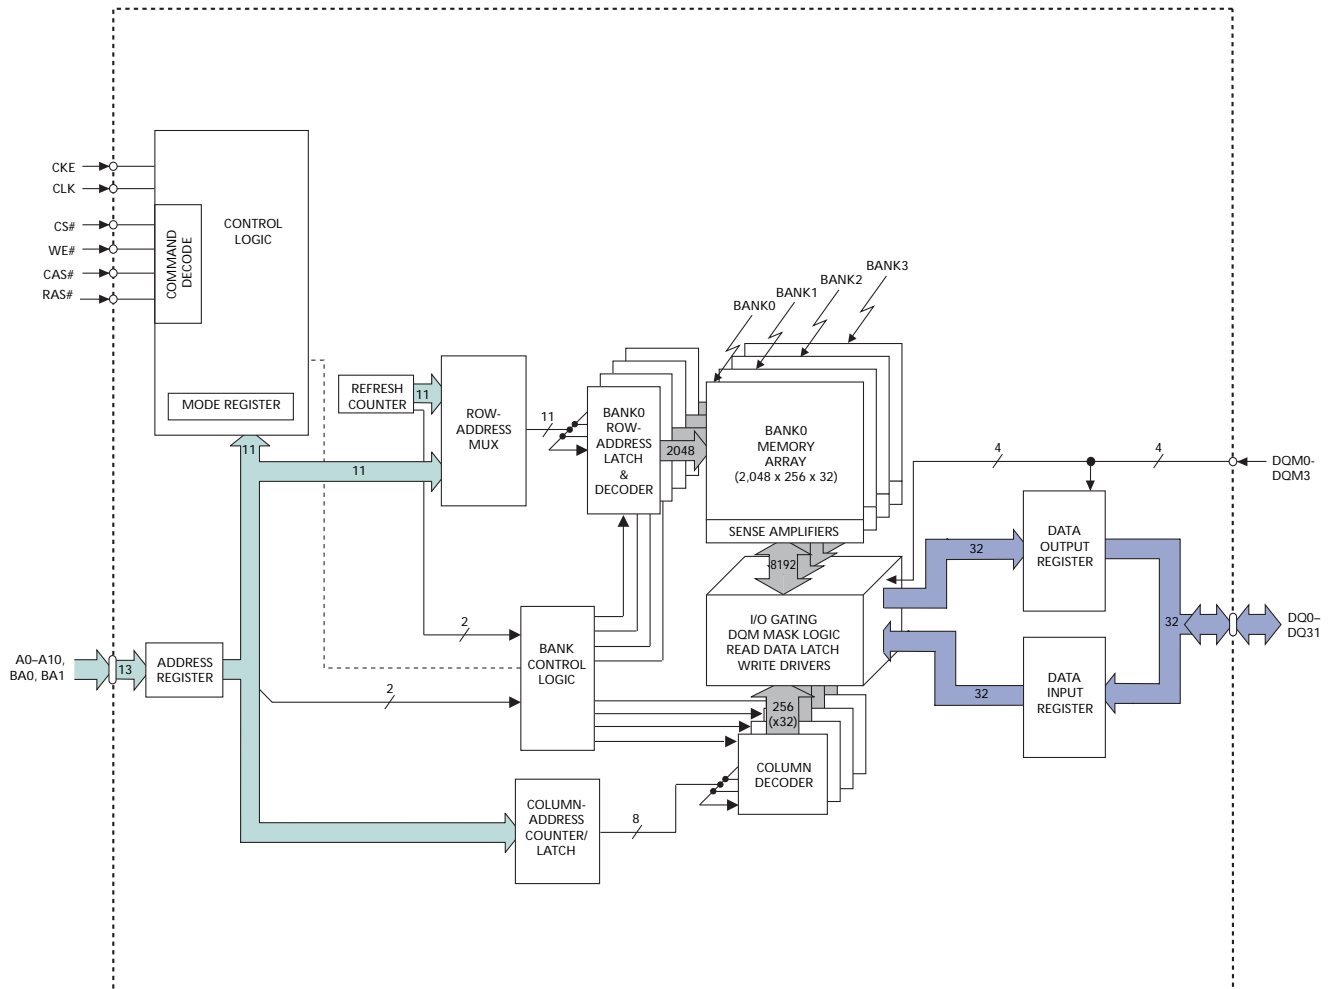 CKE
CLK
CS#
WE#
CAS#
RAS#
COMMAND
DECODE
CONTROL
LOGIC
MODE REGISTER
BANK3
BANK2
BANK1
BANK0
REFRESH
COUNTER
11
ROW-
ADDRESS
MUX
11
11
11
BANK0
ROW-
ADDRESS
LATCH
&
DECODER
2048
BANK0
MEMORY
ARRAY
(2,048 x 256 x 32)
SENSE AMPLIFIERS
8192
4
4
DQM0-
DQM3
DATA
OUTPUT
REGISTER
32
I/O GATING
DQM MASK LOGIC
READ DATA LATCH
WRITE DRIVERS
32
DQ0–
DQ31
DATA
INPUT
REGISTER
32
2
BANK
CONTROL
LOGIC
2
A0–A10,
BA0, BA1
13
ADDRESS
REGISTER
256
(x32)
COLUMN
DECODER
COLUMN-
ADDRESS
COUNTER/
LATCH
8